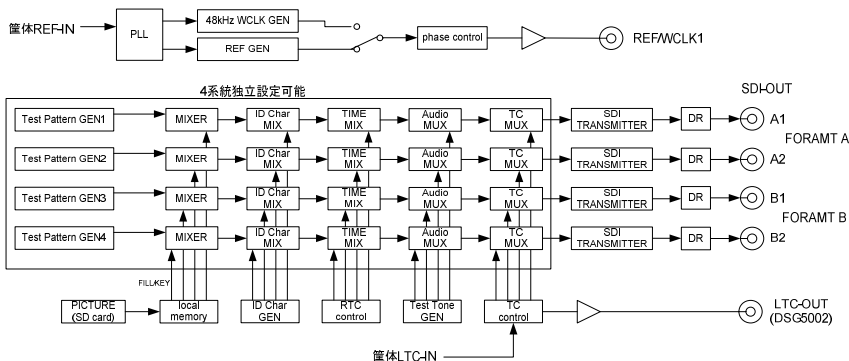 筐体REF-IN
PLL
48kHz WCLK GEN
REF GEN
phase control
REF/WCLK1
4系統独立設定可能
SDI-OUT
Test Pattern GEN1
MIXER
ID Char
MIX
TIME
MIX
Audio
MUX
TC
MUX
SDI
TRANSMITTER
DR
A1
FORAMT A
Test Pattern GEN2
MIXER
ID Char
MIX
TIME
MIX
Audio
MUX
TC
MUX
SDI
TRANSMITTER
DR
A2
Test Pattern GEN3
MIXER
ID Char
MIX
TIME
MIX
Audio
MUX
TC
MUX
SDI
TRANSMITTER
DR
B1
FORAMT B
Test Pattern GEN4
MIXER
ID Char
MIX
TIME
MIX
Audio
MUX
TC
MUX
SDI
TRANSMITTER
DR
B2
FILL/KEY
PICTURE
(SD card)
local
memory
ID Char
GEN
RTC
control
Test Tone
GEN
TC
control
LTC-OUT
(DSG5002)
筐体LTC-IN